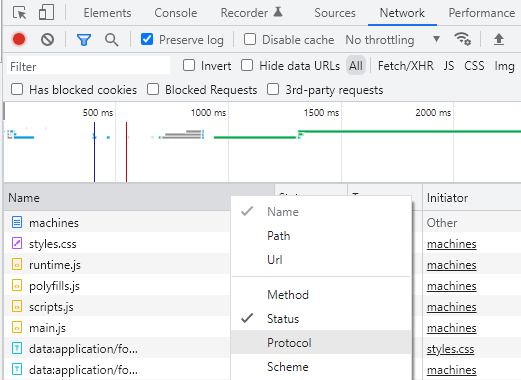 Elements Console Recorder Sources Network Performance
Preserve log Disable cache No throttling
Filter Invert Hide data URLs All Fetch/XHR JS CSS Img
Has blocked cookies Blocked Requests 3rd-party requests
500 ms 1000 ms 1500 ms 2000 ms
Name Initiator
machines Other
styles.css machines
runtime.js machines
polyfills.js machines
scripts.js machines
main.js machines
data:application/fo... styles.css
data:application/fo... machines
Name
Path
Url
Method
Status
Protocol
Scheme